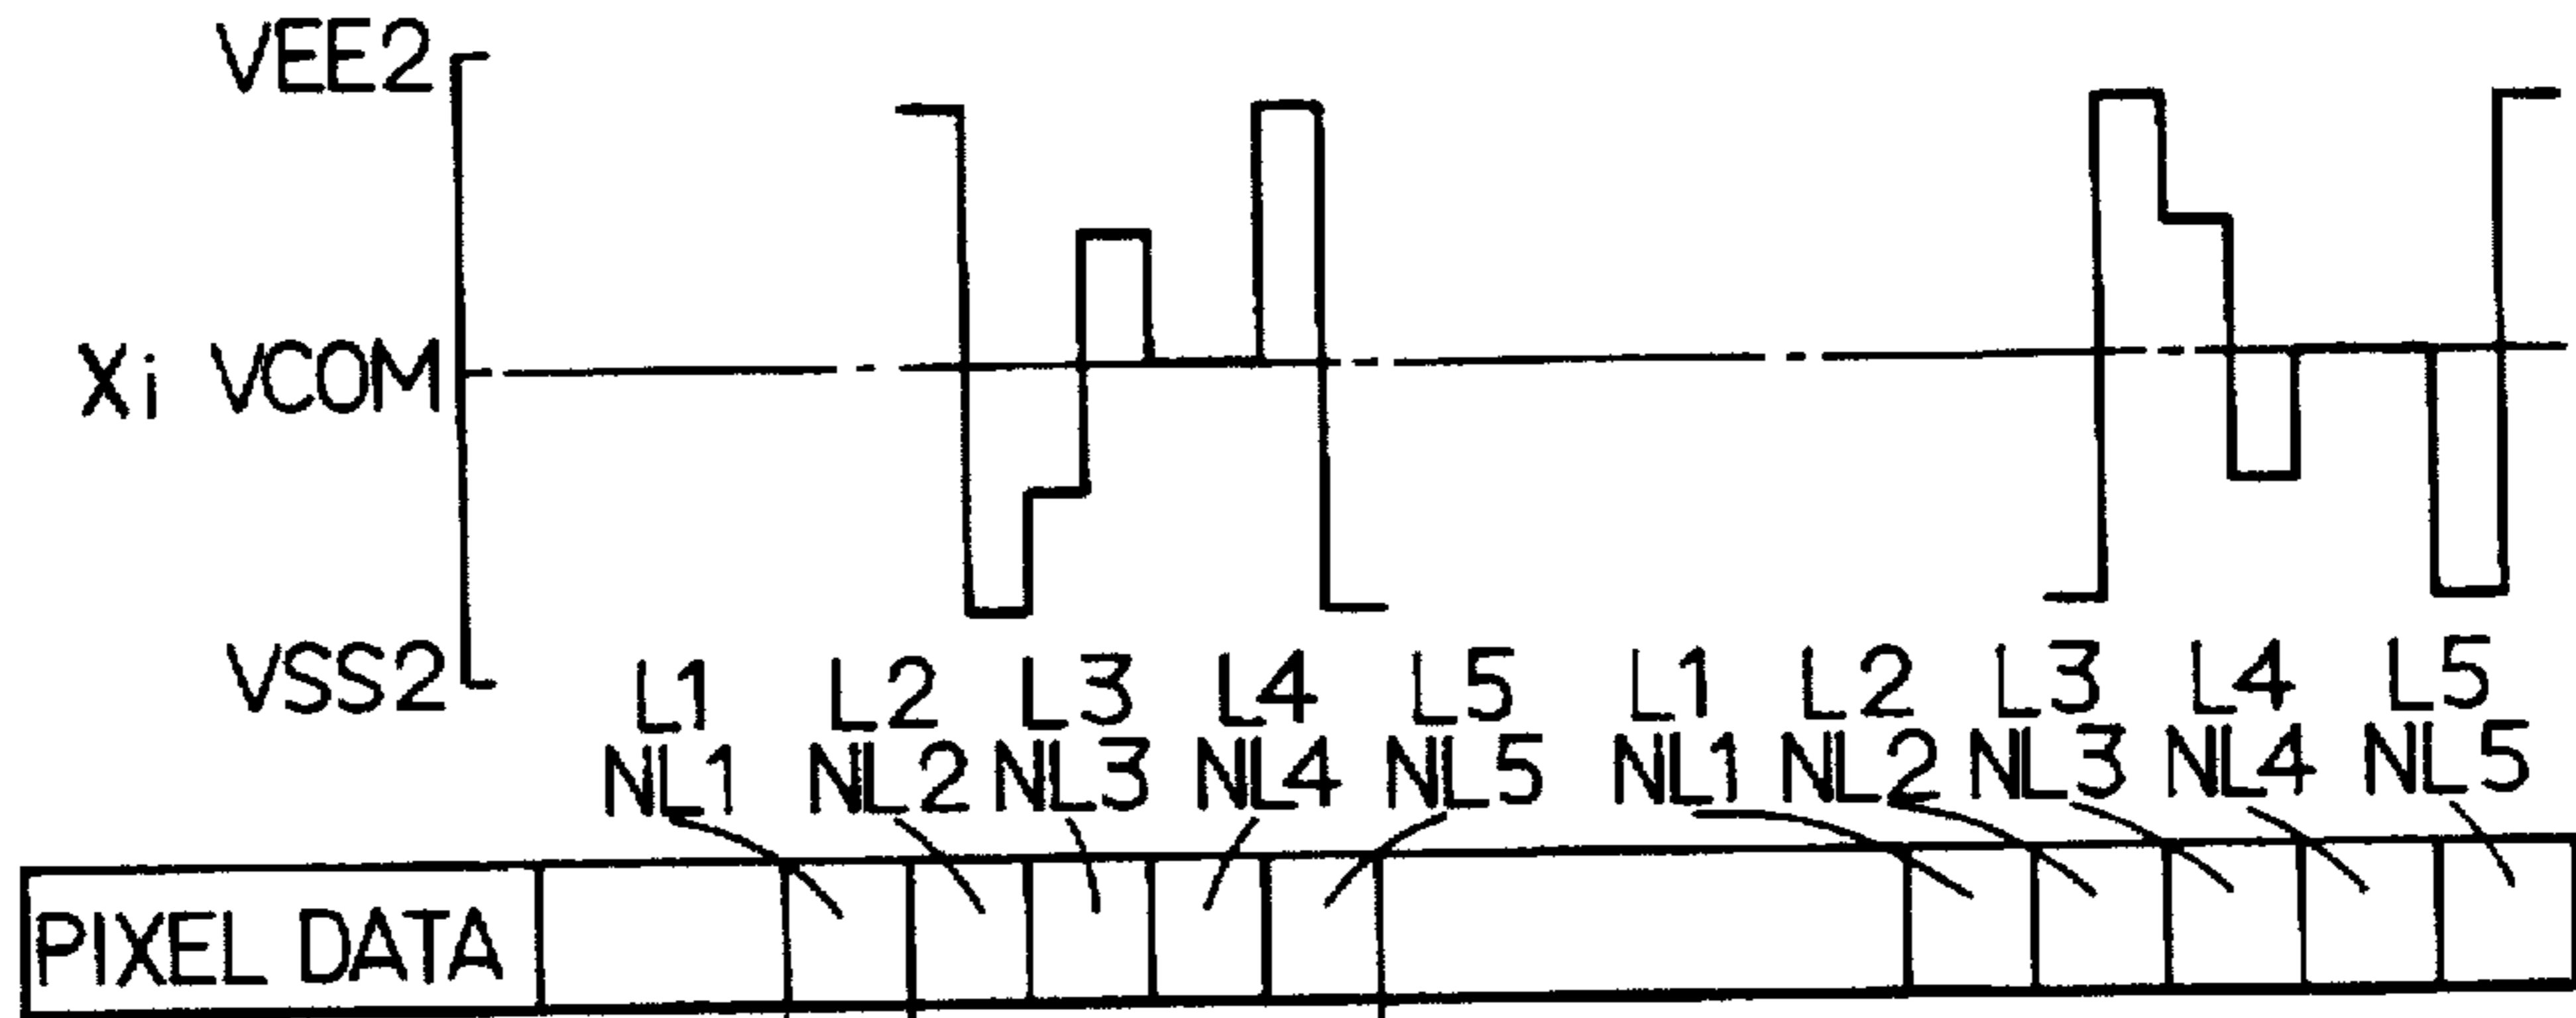 VEE2
Xi VCOM
VSS2
L1 L2 L3 L4 L5 L1 L2 L3 L4 L5
NL1 NL2 NL3 NL4 NL5 NL1 NL2 NL3 NL4 NL5
PIXEL DATA